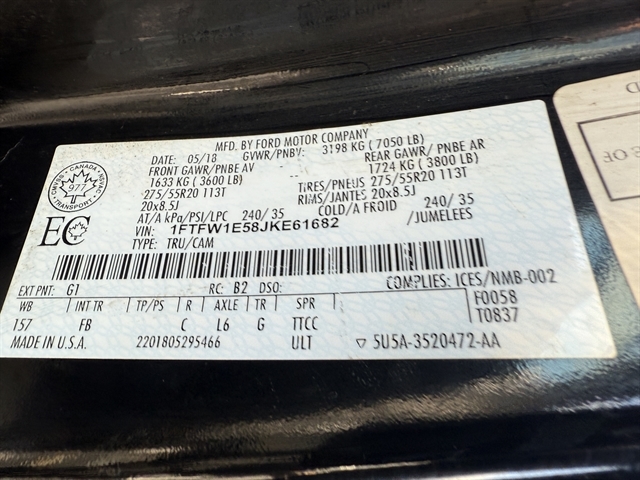 MFD. BY FORD MOTOR COMPANY
DATE: 05/18 GVWR/PNBV: 3198 KG ( 7050 LB)
FRONT GAWR/PNBE AV REAR GAWR/ PNBE AR
1633 KG ( 3600 LB) 1724 KG ( 3800 LB)
275/55R20 113T TIRES/PNEUS 275/55R20 113T
20x8.5J RIMS/JANTES 20x8.5J
AT/A kPa/PSI/LPC 240/ 35 COLD/A FROID 240/ 35
VIN: 1FTFW1E58JKE61682 /JUMELEES
TYPE: TRU/CAM
CANADA
977
TRANSPORT
EC
EXT PNT: G1 RC: B2 DSO: COMPLIES: ICES/NMB-002
WB INT TR TP/PS R AXLE TR SPR F0058
157 FB C L6 G TTCC T0837
MADE IN U.S.A. 2201805295466 ULT ▽ 5U5A-3520472-AA
E OF